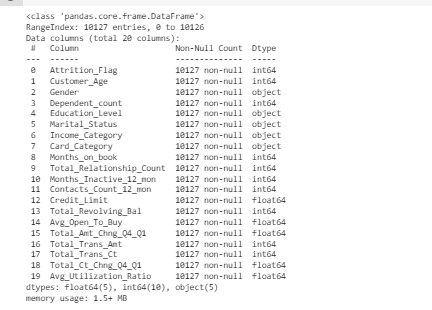 <class 'pandas.core.frame.DataFrame'>
RangeIndex: 10127 entries, 0 to 10126
Data columns (total 20 columns):
 #   Column                    Non-Null Count  Dtype
---  ------                    --------------  -----
 0   Attrition_Flag            10127 non-null  int64
 1   Customer_Age              10127 non-null  int64
 2   Gender                    10127 non-null  object
 3   Dependent_count           10127 non-null  int64
 4   Education_Level           10127 non-null  object
 5   Marital_Status            10127 non-null  object
 6   Income_Category           10127 non-null  object
 7   Card_Category             10127 non-null  object
 8   Months_on_book            10127 non-null  int64
 9   Total_Relationship_Count  10127 non-null  int64
 10  Months_Inactive_12_mon    10127 non-null  int64
 11  Contacts_Count_12_mon     10127 non-null  int64
 12  Credit_Limit              10127 non-null  float64
 13  Total_Revolving_Bal       10127 non-null  int64
 14  Avg_Open_To_Buy           10127 non-null  float64
 15  Total_Amt_Chng_Q4_Q1      10127 non-null  float64
 16  Total_Trans_Amt           10127 non-null  int64
 17  Total_Trans_Ct            10127 non-null  int64
 18  Total_Ct_Chng_Q4_Q1       10127 non-null  float64
 19  Avg_Utilization_Ratio     10127 non-null  float64
dtypes: float64(5), int64(10), object(5)
memory usage: 1.5+ MB